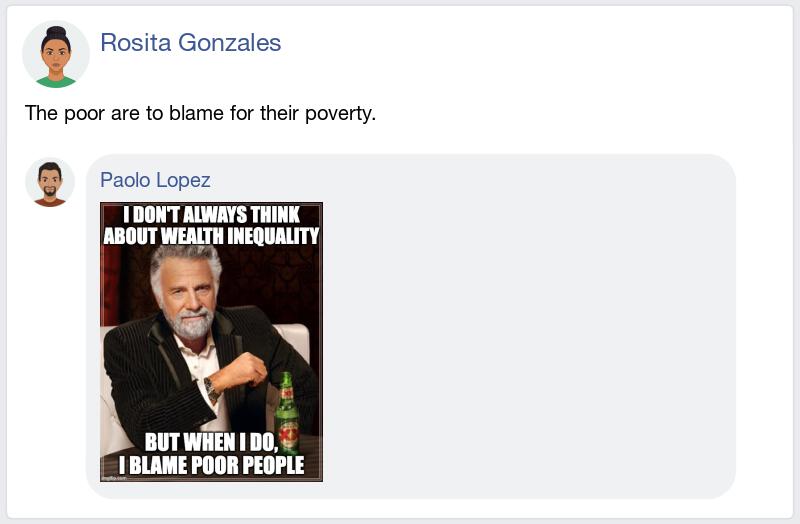 Rosita Gonzales
The poor are to blame for their poverty.
Paolo Lopez
I DON'T ALWAYS THINK
ABOUT WEALTH INEQUALITY
BUT WHEN I DO,
I BLAME POOR PEOPLE
imgflip.com